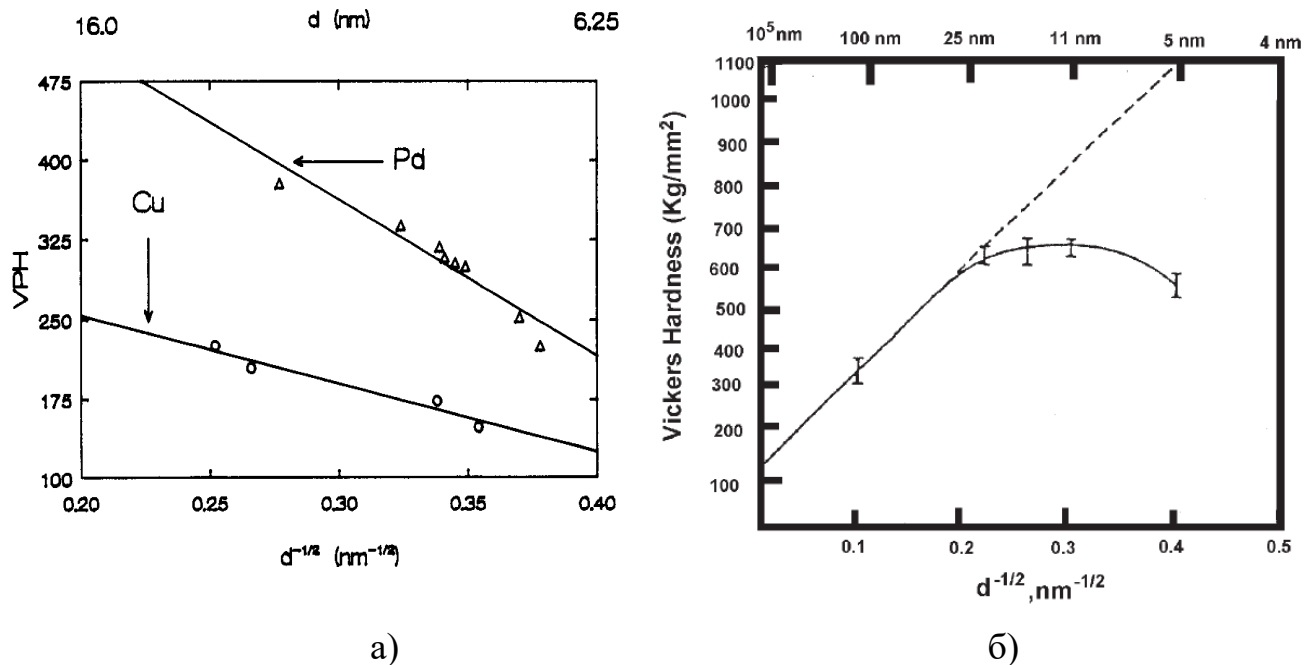 16.0 d (nm) 6.25
475
400
325
250
175
100
VPH
Pd
Cu
0.20 0.25 0.30 0.35 0.40
d⁻¹/² (nm⁻¹/²)
а)
10⁵ nm 100 nm 25 nm 11 nm 5 nm 4 nm
1100
1000
900
800
700
600
500
400
300
200
100
Vickers Hardness (Kg/mm²)
0.1 0.2 0.3 0.4 0.5
d⁻¹/²,nm⁻¹/²
б)